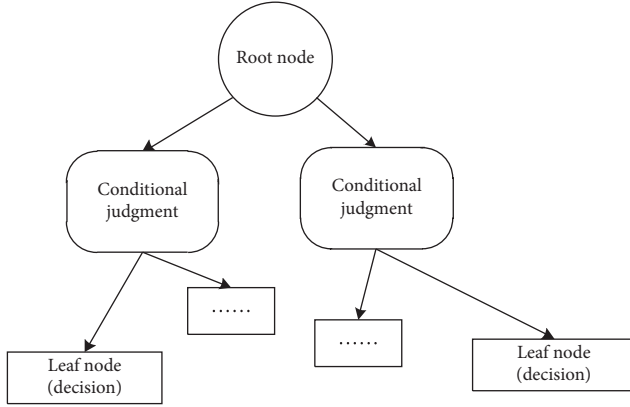 Root node
Conditional
judgment
Conditional
judgment
......
......
Leaf node
(decision)
Leaf node
(decision)